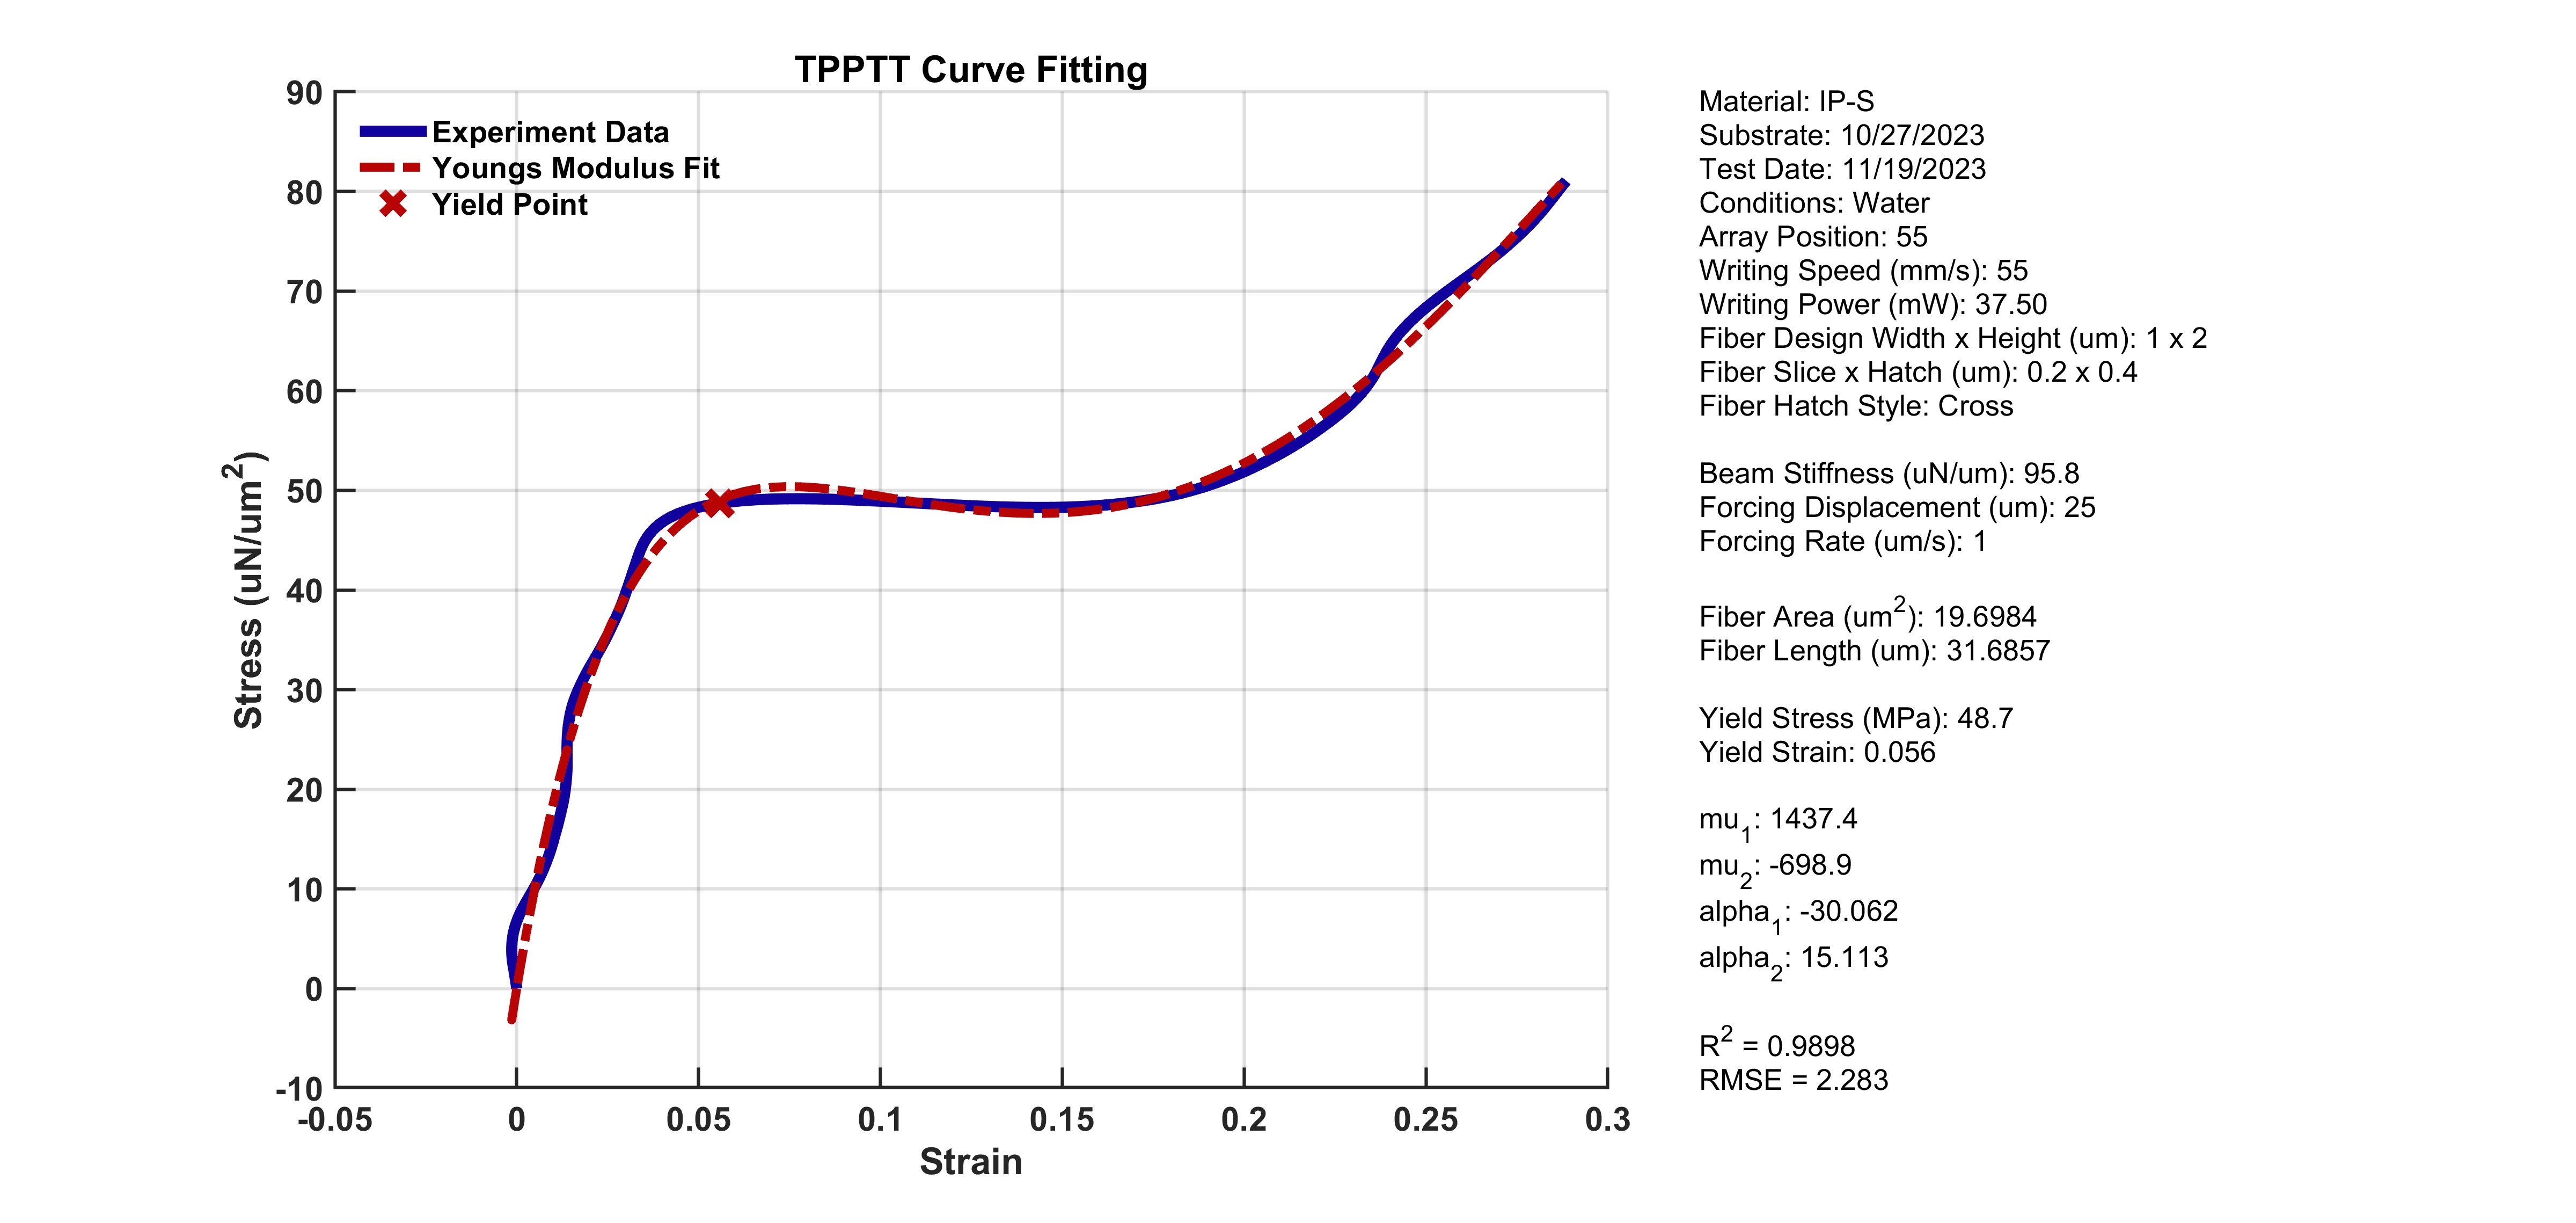 TPPTT Curve Fitting
90
80
70
60
50
40
30
20
10
0
-10
Stress (uN/um²)
Experiment Data
Youngs Modulus Fit
Yield Point
-0.05
0
0.05
0.1
0.15
0.2
0.25
0.3
Strain
Material: IP-S
Substrate: 10/27/2023
Test Date: 11/19/2023
Conditions: Water
Array Position: 55
Writing Speed (mm/s): 55
Writing Power (mW): 37.50
Fiber Design Width x Height (um): 1 x 2
Fiber Slice x Hatch (um): 0.2 x 0.4
Fiber Hatch Style: Cross
Beam Stiffness (uN/um): 95.8
Forcing Displacement (um): 25
Forcing Rate (um/s): 1
Fiber Area (um²): 19.6984
Fiber Length (um): 31.6857
Yield Stress (MPa): 48.7
Yield Strain: 0.056
mu₁: 1437.4
mu₂: -698.9
alpha₁: -30.062
alpha₂: 15.113
R² = 0.9898
RMSE = 2.283